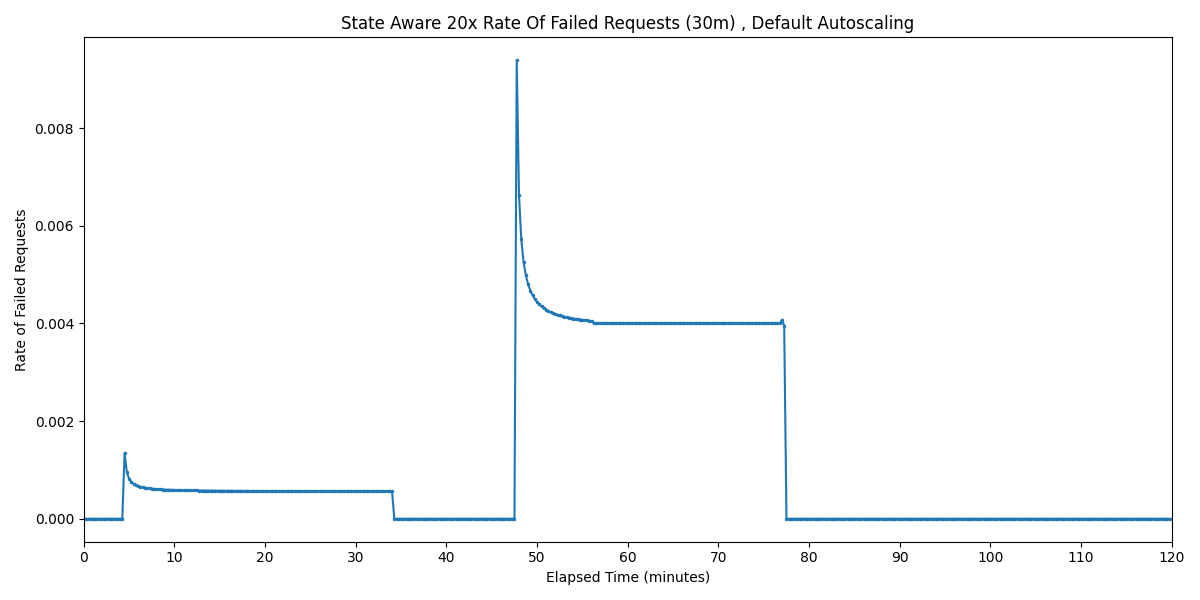 State Aware 20x Rate Of Failed Requests (30m) , Default Autoscaling
0.008
0.006
0.004
0.002
0.000
Rate of Failed Requests
0 10 20 30 40 50 60 70 80 90 100 110 120
Elapsed Time (minutes)